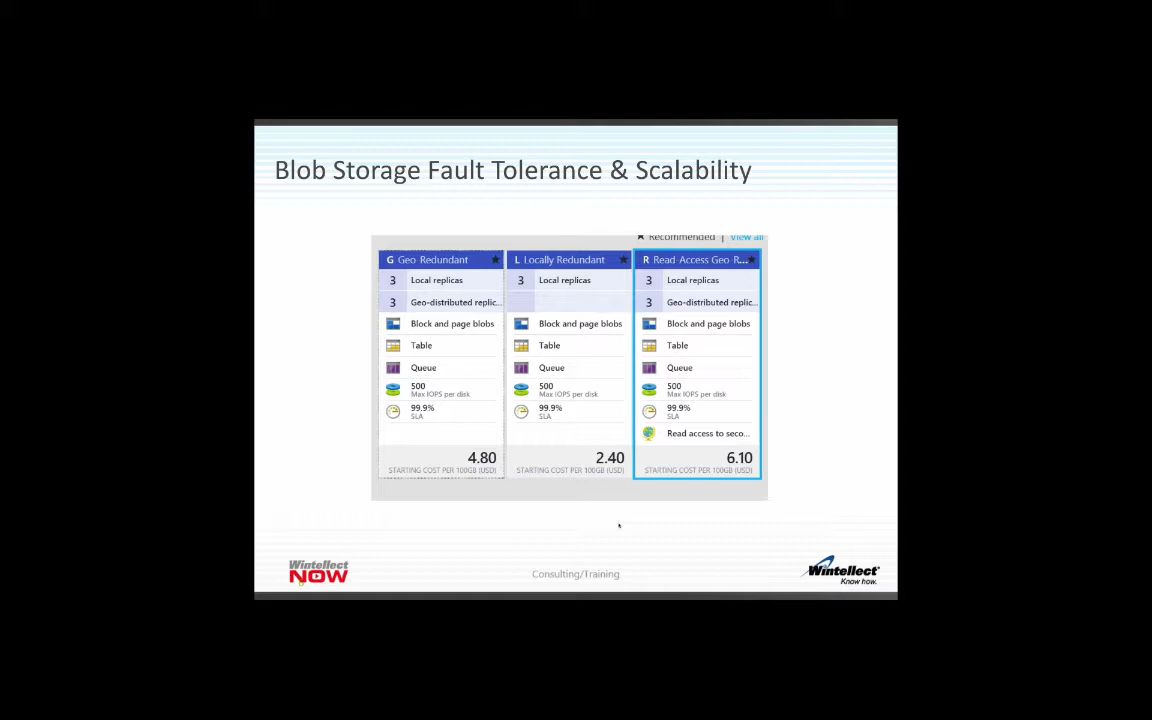 Blob Storage Fault Tolerance & Scalability
★ Recommended | View all
G Geo-Redundant ★
3 Local replicas
3 Geo-distributed replic...
Block and page blobs
Table
Queue
500
Max IOPS per disk
99.9%
SLA
4.80
STARTING COST PER 100GB (USD)
L Locally Redundant ★
3 Local replicas
Block and page blobs
Table
Queue
500
Max IOPS per disk
99.9%
SLA
2.40
STARTING COST PER 100GB (USD)
R Read-Access Geo-R... ★
3 Local replicas
3 Geo-distributed replic...
Block and page blobs
Table
Queue
500
Max IOPS per disk
99.9%
SLA
Read access to seco...
6.10
STARTING COST PER 100GB (USD)
Wintellect
NOW
Consulting/Training
Wintellect
Know how.